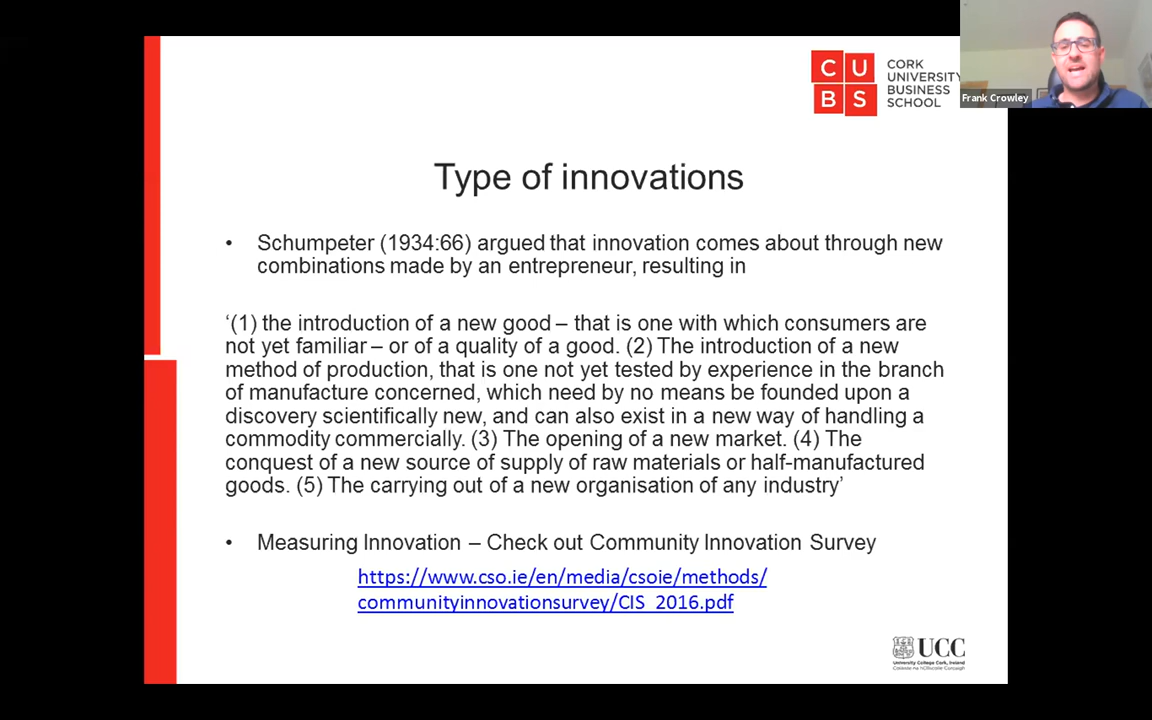 C U
B S
CORK
UNIVERSITY
BUSINESS
SCHOOL
Frank Crowley
Type of innovations
• Schumpeter (1934:66) argued that innovation comes about through new
combinations made by an entrepreneur, resulting in
‘(1) the introduction of a new good – that is one with which consumers are
not yet familiar – or of a quality of a good. (2) The introduction of a new
method of production, that is one not yet tested by experience in the branch
of manufacture concerned, which need by no means be founded upon a
discovery scientifically new, and can also exist in a new way of handling a
commodity commercially. (3) The opening of a new market. (4) The
conquest of a new source of supply of raw materials or half-manufactured
goods. (5) The carrying out of a new organisation of any industry’
• Measuring Innovation – Check out Community Innovation Survey
https://www.cso.ie/en/media/csoie/methods/
communityinnovationsurvey/CIS_2016.pdf
UCC
University College Cork, Ireland